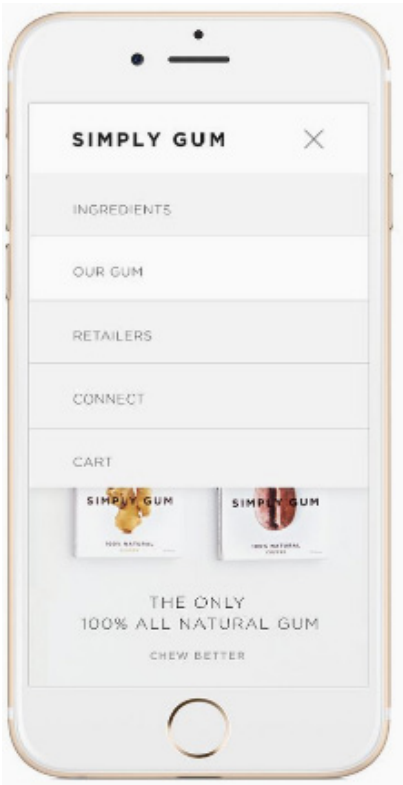 SIMPLY GUM
INGREDIENTS
OUR GUM
RETAILERS
CONNECT
CART
SIMPLY GUM
100% NATURAL
SIMPLY GUM
100% NATURAL
THE ONLY
100% ALL NATURAL GUM
CHEW BETTER